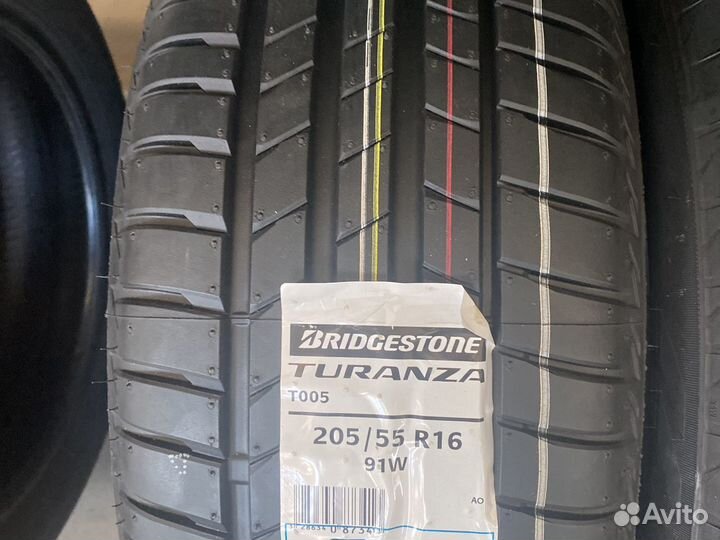 BRIDGESTONE
TURANZA
T005
205/55 R16
91W
AO
Avito